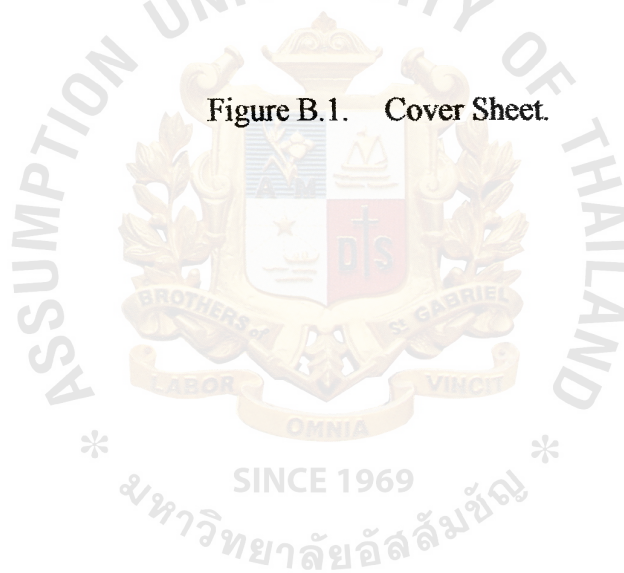 ASSUMPTION UNIVERSITY OF THAILAND
Figure B.1. Cover Sheet.
A M
D S
BROTHERS of St GABRIEL
LABOR VINCIT
OMNIA
* *
SINCE 1969
มหาวิทยาลัยอัสสัมชัญ